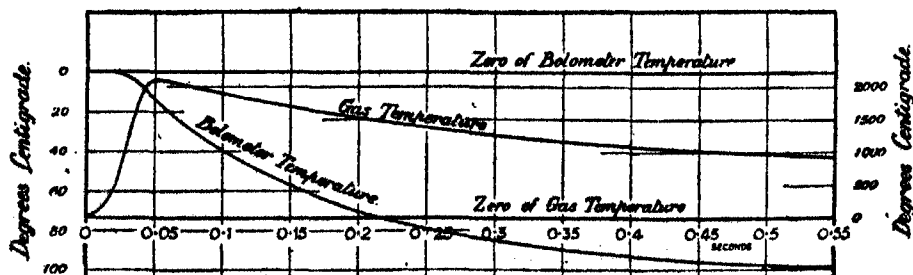 Zero of Bolometer Temperature
0
2000
20
Gas Temperature
1500
Bolometer Temperature
40
1000
60
500
Zero of Gas Temperature
0
80
0 0·05 0·1 0·15 0·2 0·25 0·3 0·35 0·4 0·45 0·5 0·55
SECONDS
100
Degrees Centigrade.
Degrees Centigrade.